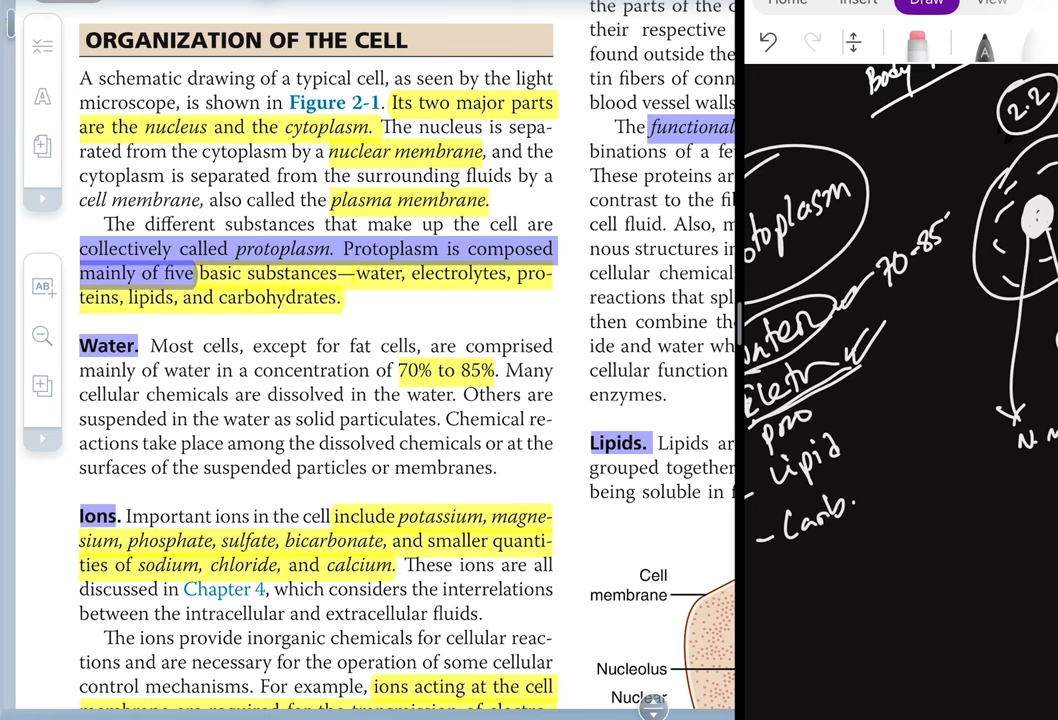 ORGANIZATION OF THE CELL
A schematic drawing of a typical cell, as seen by the light
microscope, is shown in Figure 2-1. Its two major parts
are the nucleus and the cytoplasm. The nucleus is sepa-
rated from the cytoplasm by a nuclear membrane, and the
cytoplasm is separated from the surrounding fluids by a
cell membrane, also called the plasma membrane.
The different substances that make up the cell are
collectively called protoplasm. Protoplasm is composed
mainly of five basic substances—water, electrolytes, pro-
teins, lipids, and carbohydrates.
Water. Most cells, except for fat cells, are comprised
mainly of water in a concentration of 70% to 85%. Many
cellular chemicals are dissolved in the water. Others are
suspended in the water as solid particulates. Chemical re-
actions take place among the dissolved chemicals or at the
surfaces of the suspended particles or membranes.
Ions. Important ions in the cell include potassium, magne-
sium, phosphate, sulfate, bicarbonate, and smaller quanti-
ties of sodium, chloride, and calcium. These ions are all
discussed in Chapter 4, which considers the interrelations
between the intracellular and extracellular fluids.
The ions provide inorganic chemicals for cellular reac-
tions and are necessary for the operation of some cellular
control mechanisms. For example, ions acting at the cell
the parts of the
their respective
found outside the
tin fibers of conn
blood vessel walls
The functional
binations of a fe
These proteins ar
contrast to the fi
cell fluid. Also, m
nous structures in
cellular chemical
reactions that spl
then combine th
ide and water wh
cellular function
enzymes.
Lipids. Lipids ar
grouped together
being soluble in f
Cell
membrane
Nucleolus
Nuclear
Home Insert Draw View
A
AB
Body
2.2
toplasm
water 70-85
Electr
pro
- Lipid
- Carb.
N.